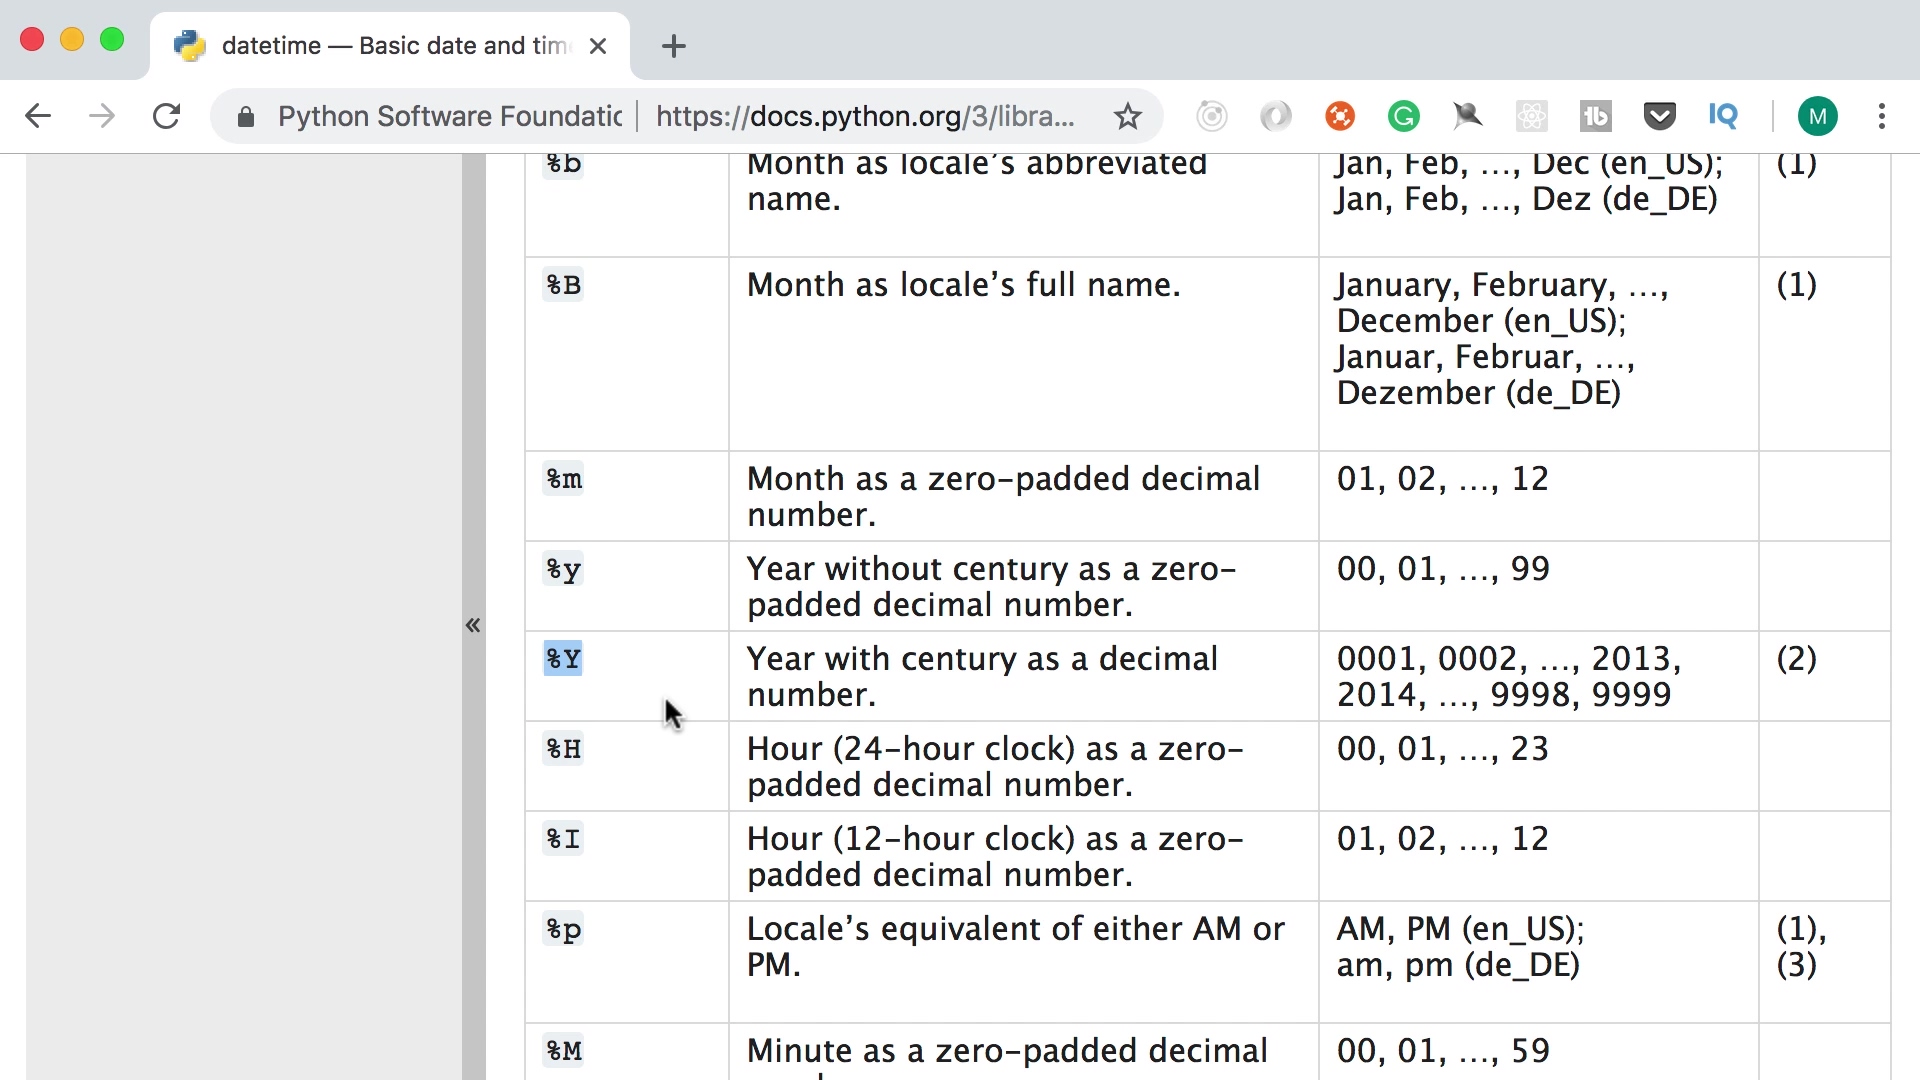 datetime — Basic date and tim
Python Software Foundatic | https://docs.python.org/3/libra...
M
%b
Month as locale’s abbreviated
name.
Jan, Feb, …, Dec (en_US);
Jan, Feb, …, Dez (de_DE)
(1)
%B
Month as locale’s full name.
January, February, …,
December (en_US);
Januar, Februar, …,
Dezember (de_DE)
(1)
%m
Month as a zero-padded decimal
number.
01, 02, …, 12
%y
Year without century as a zero-
padded decimal number.
00, 01, …, 99
%Y
Year with century as a decimal
number.
0001, 0002, …, 2013,
2014, …, 9998, 9999
(2)
%H
Hour (24-hour clock) as a zero-
padded decimal number.
00, 01, …, 23
%I
Hour (12-hour clock) as a zero-
padded decimal number.
01, 02, …, 12
%p
Locale’s equivalent of either AM or
PM.
AM, PM (en_US);
am, pm (de_DE)
(1),
(3)
%M
Minute as a zero-padded decimal
00, 01, …, 59